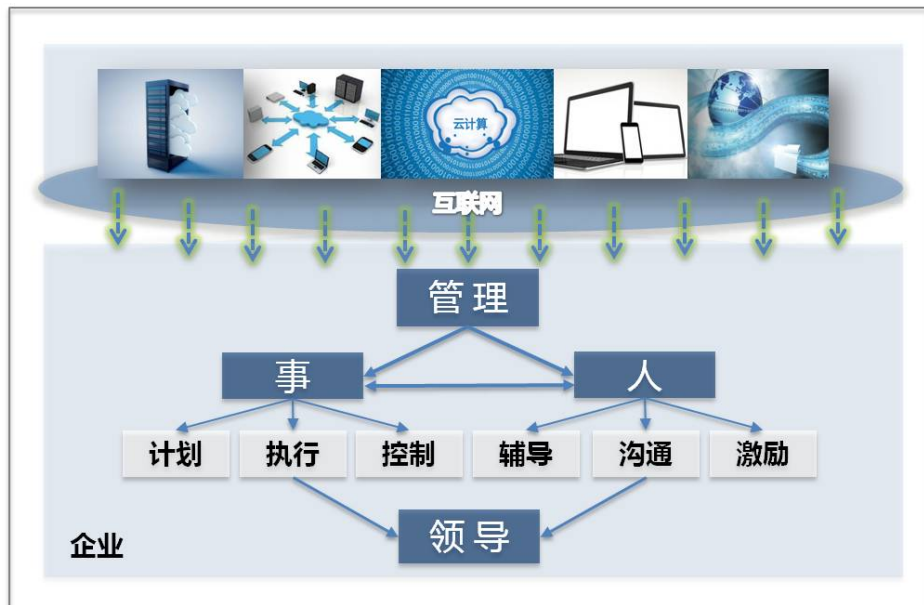 云计算
互联网
管理
事 人
计划 执行 控制 辅导 沟通 激励
领导
企业